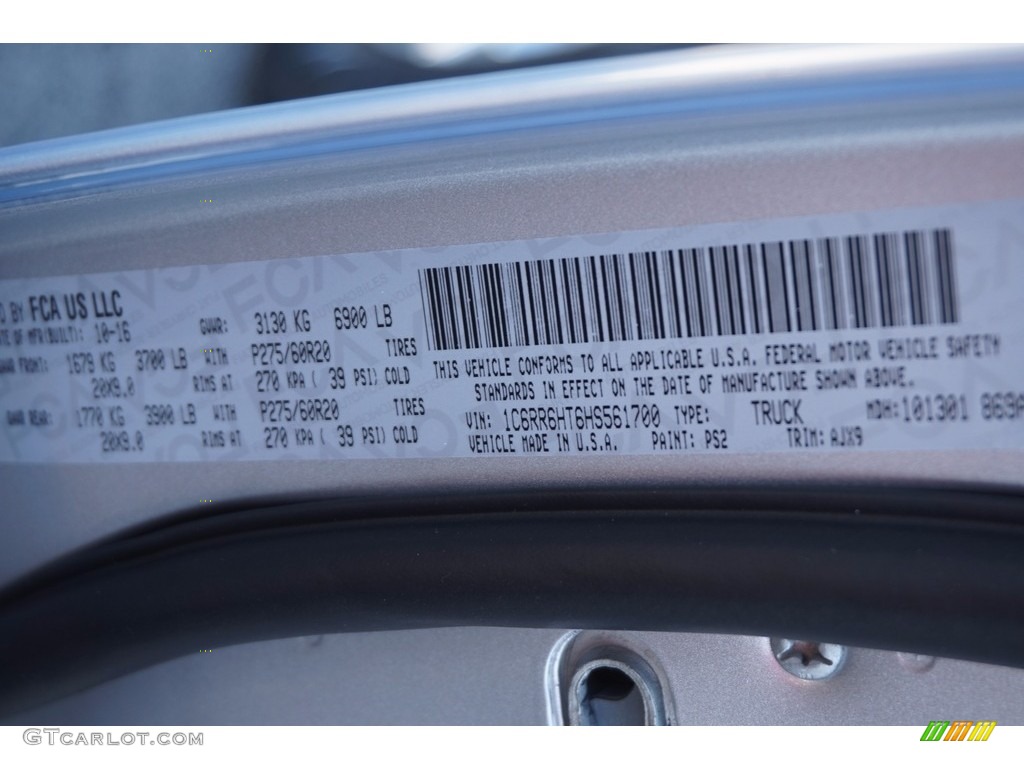 D BY FCA US LLC
ATE OF MFR(BUILT): 10-16 GVWR: 3130 KG 6900 LB
FRONT: 1679 KG 3700 LB WITH P275/60R20 TIRES
20X9.0 RIMS AT 270 KPA ( 39 PSI) COLD
GAWR REAR: 1770 KG 3900 LB WITH P275/60R20 TIRES
20X9.0 RIMS AT 270 KPA ( 39 PSI) COLD
THIS VEHICLE CONFORMS TO ALL APPLICABLE U.S.A. FEDERAL MOTOR VEHICLE SAFETY
STANDARDS IN EFFECT ON THE DATE OF MANUFACTURE SHOWN ABOVE.
VIN: 1C6RR6HT6HS561700 TYPE: TRUCK MDH: 101301 869A
VEHICLE MADE IN U.S.A. PAINT: PS2 TRIM: AJX9
GTCarLot.com